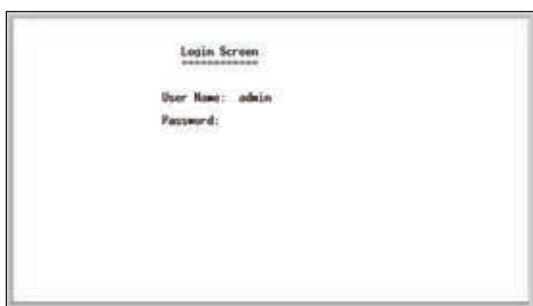 Login Screen
============
User Name: admin
Password: